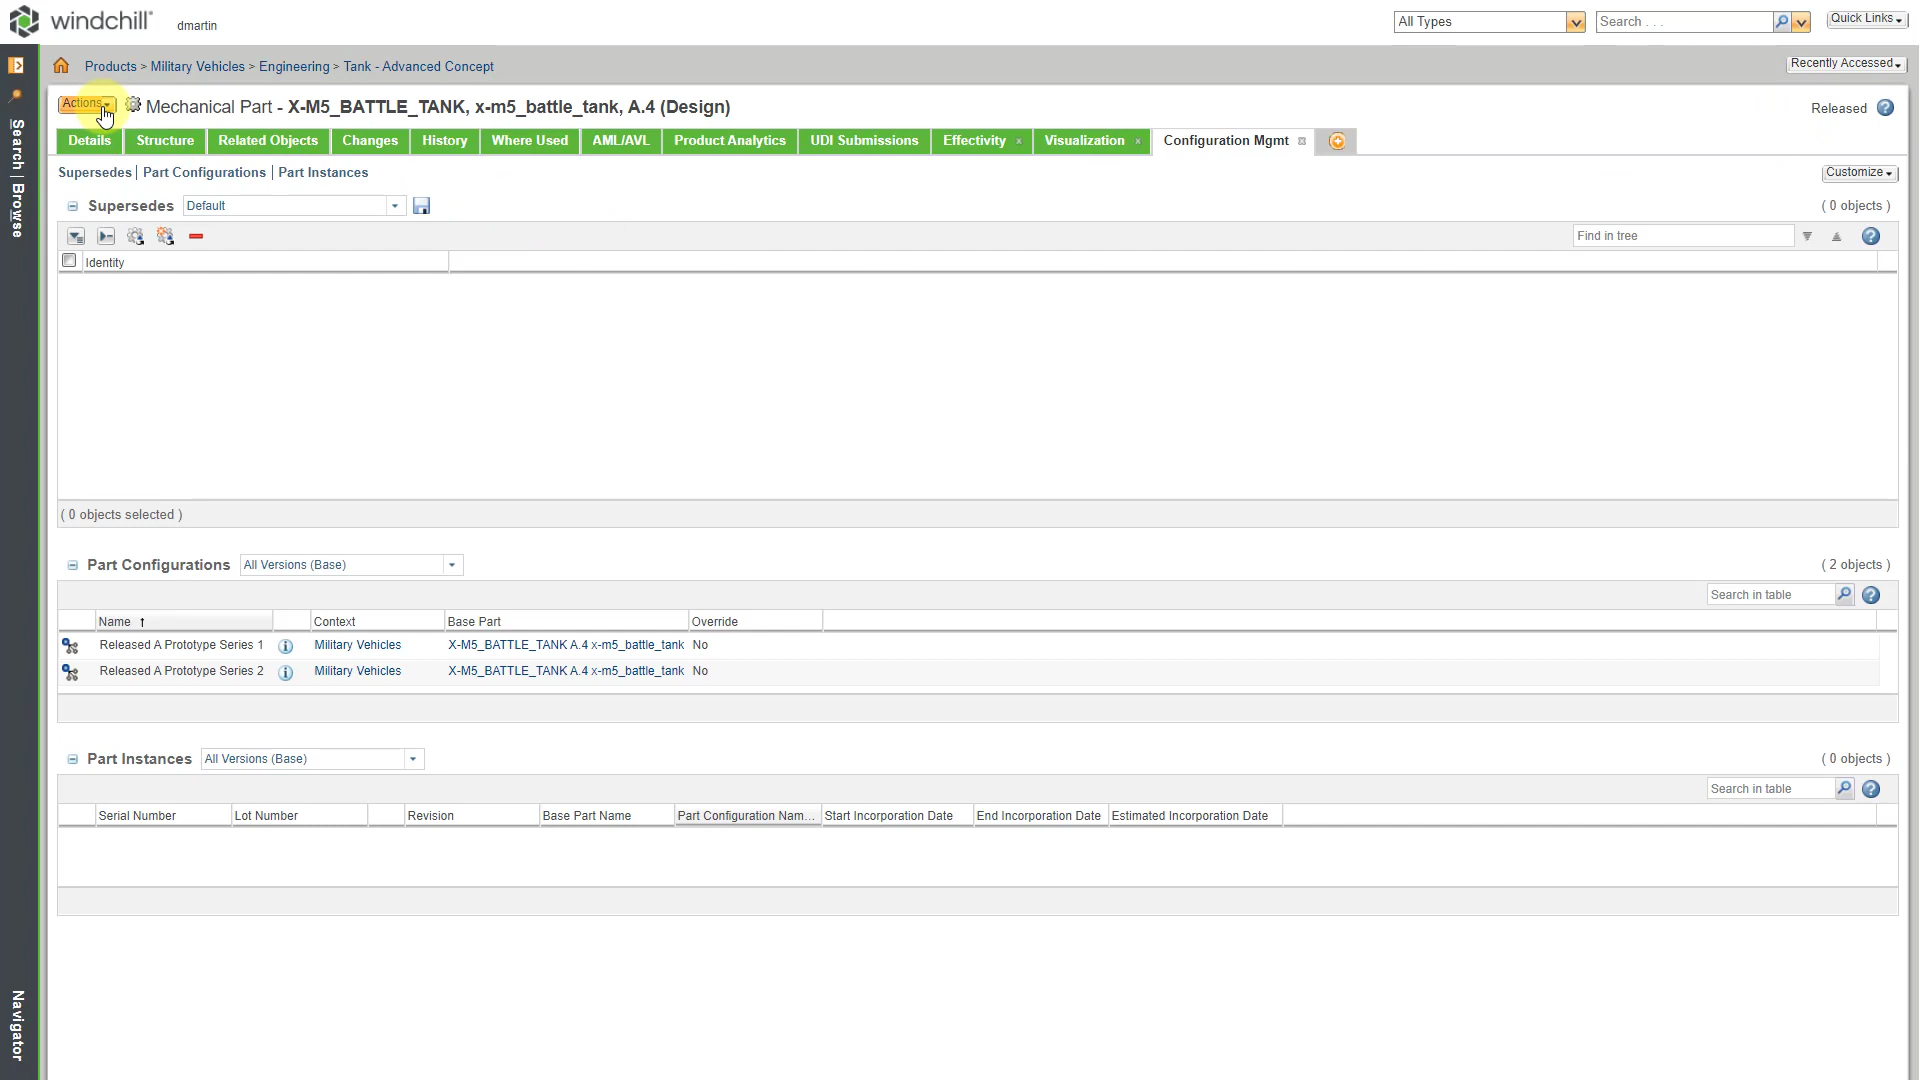 windchill
dmartin
All Types
Search . . .
Quick Links
Products > Military Vehicles > Engineering > Tank - Advanced Concept
Recently Accessed
Actions
Mechanical Part - X-M5_BATTLE_TANK, x-m5_battle_tank, A.4 (Design)
Released
Details
Structure
Related Objects
Changes
History
Where Used
AML/AVL
Product Analytics
UDI Submissions
Effectivity
Visualization
Configuration Mgmt
Search | Browse
Supersedes | Part Configurations | Part Instances
Customize
Supersedes
Default
( 0 objects )
Find in tree
Identity
( 0 objects selected )
Part Configurations
All Versions (Base)
( 2 objects )
Search in table
Name Context Base Part Override
Released A Prototype Series 1 Military Vehicles X-M5_BATTLE_TANK A.4 x-m5_battle_tank No
Released A Prototype Series 2 Military Vehicles X-M5_BATTLE_TANK A.4 x-m5_battle_tank No
Part Instances
All Versions (Base)
( 0 objects )
Search in table
Serial Number Lot Number Revision Base Part Name Part Configuration Nam... Start Incorporation Date End Incorporation Date Estimated Incorporation Date
Navigator